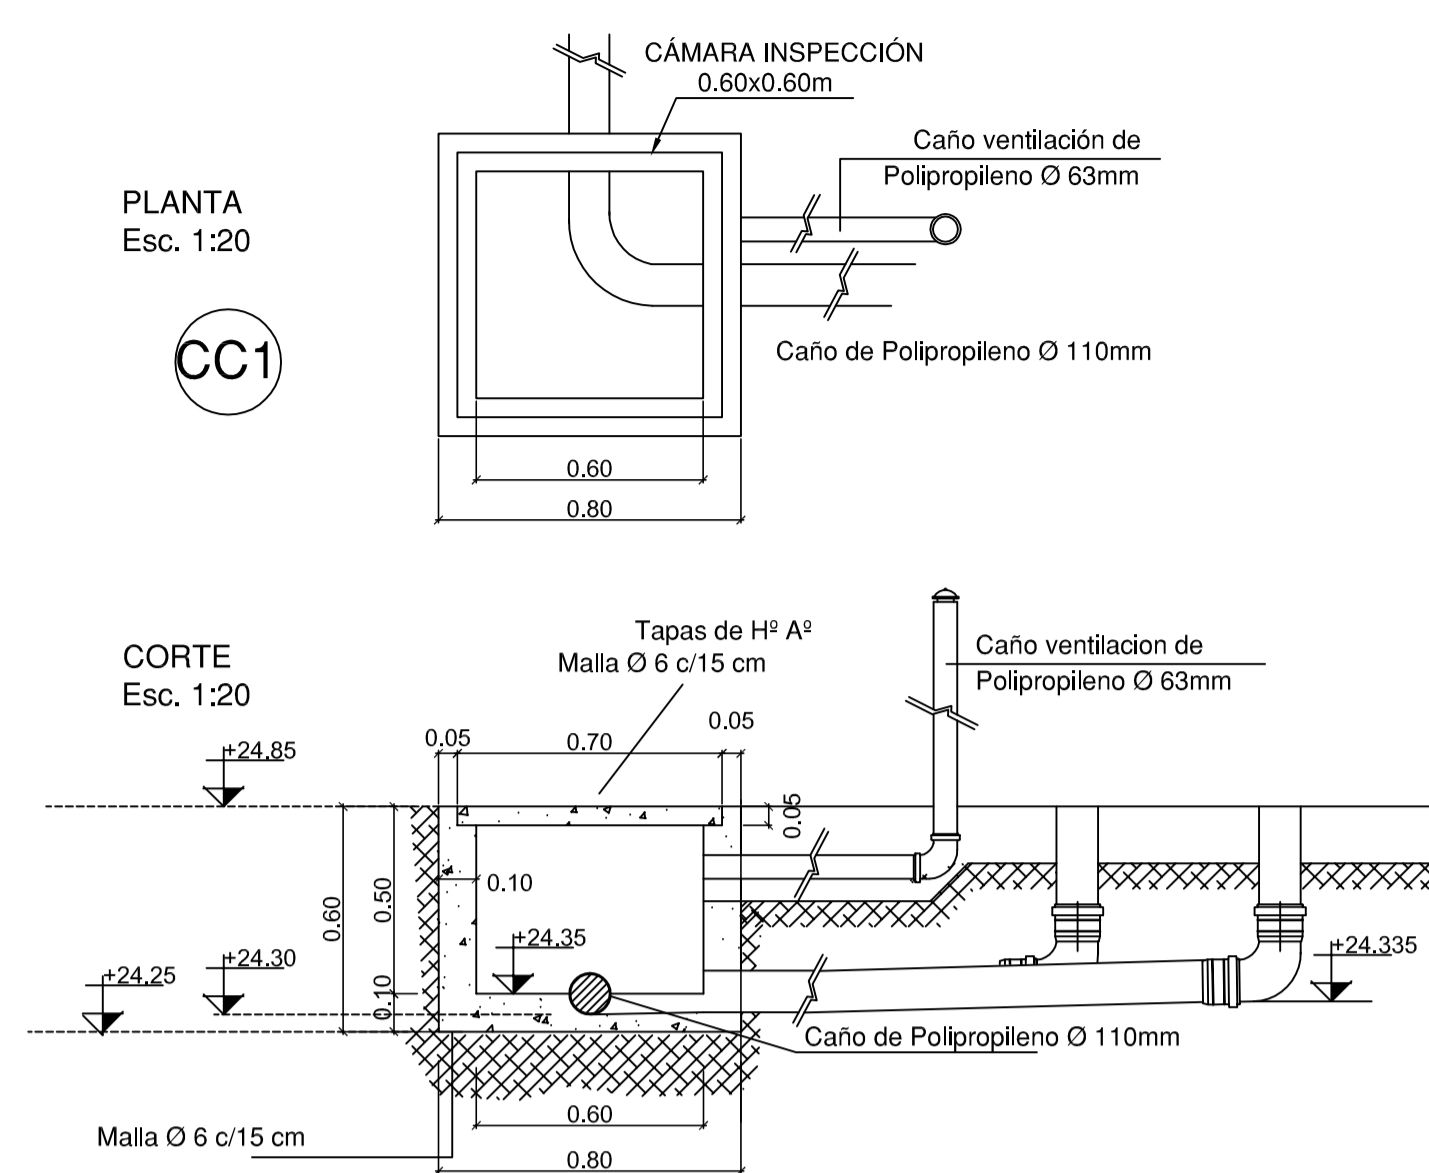 CÁMARA INSPECCIÓN
0.60x0.60m
Caño ventilación de
Polipropileno Ø 63mm
PLANTA
Esc. 1:20
CC1
Caño de Polipropileno Ø 110mm
0.60
0.80
CORTE
Esc. 1:20
Tapas de Hº Aº
Malla Ø 6 c/15 cm
Caño ventilacion de
Polipropileno Ø 63mm
0.05
0.70
0.05
+24.85
0.05
0.10
0.60
0.50
0.10
+24.35
+24.30
+24.25
+24.335
Caño de Polipropileno Ø 110mm
0.60
Malla Ø 6 c/15 cm
0.80